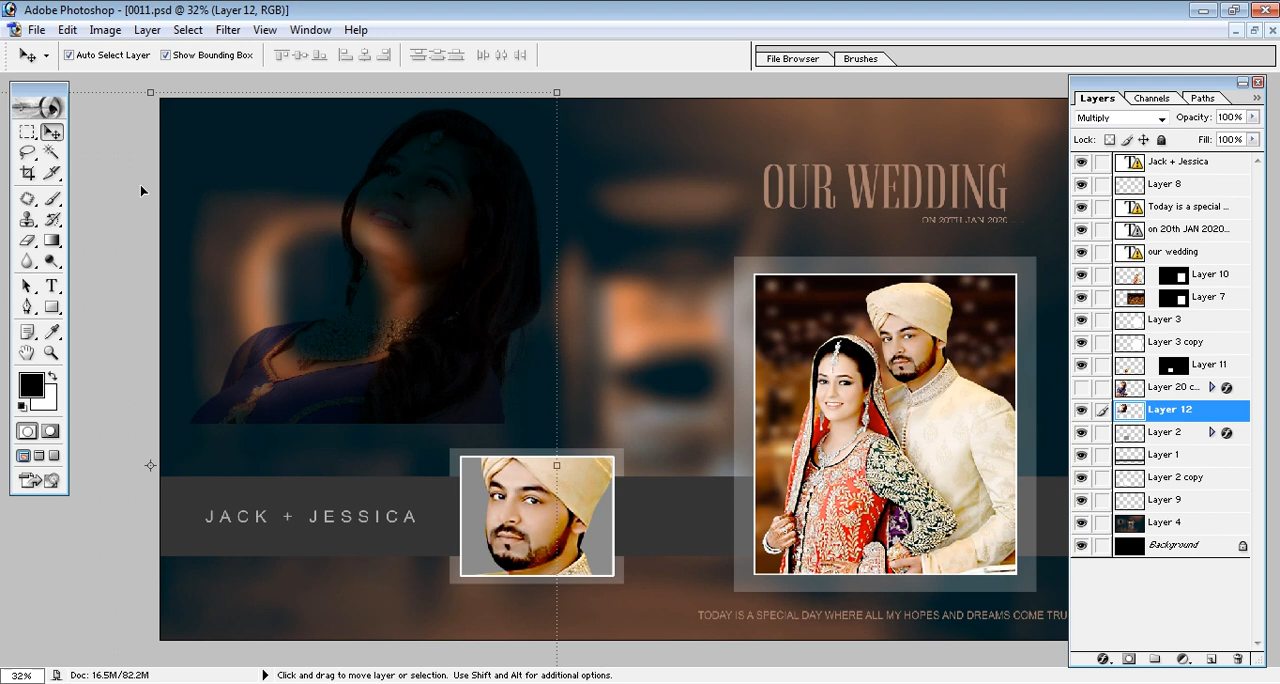 Adobe Photoshop - [0011.psd @ 32% (Layer 12, RGB)]
File Edit Image Layer Select Filter View Window Help
Auto Select Layer Show Bounding Box
File Browser Brushes
Layers Channels Paths
Multiply Opacity: 100%
Lock: Fill: 100%
Jack + Jessica
Layer 8
Today is a special ...
on 20th JAN 2020...
our wedding
Layer 10
Layer 7
Layer 3
Layer 3 copy
Layer 11
Layer 20 c...
Layer 12
Layer 2
Layer 1
Layer 2 copy
Layer 9
Layer 4
Background
OUR WEDDING
ON 20TH JAN 2020......
JACK + JESSICA
TODAY IS A SPECIAL DAY WHERE ALL MY HOPES AND DREAMS COME TRU
32% Doc: 16.5M/82.2M Click and drag to move layer or selection. Use Shift and Alt for additional options.